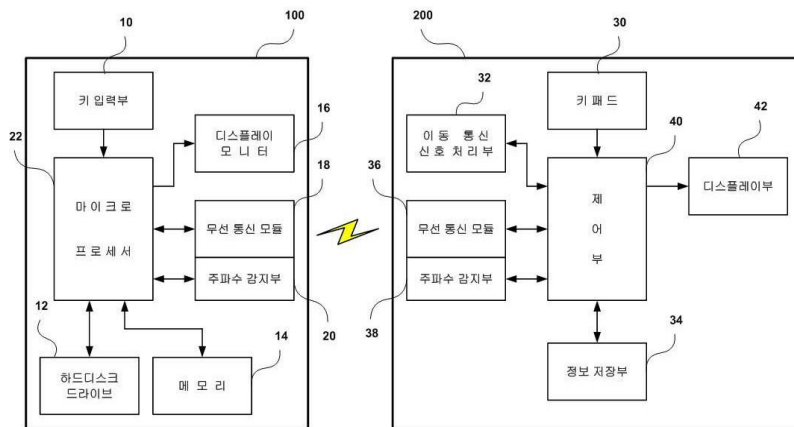 10
100
200
30
키 입력부
키 패 드
32
22
디스플레이
모 니 터
16
이 동 통 신
신 호 처 리 부
40
42
18
36
디스플레이부
마 이 크 로
프 로 세 서
무선 통신 모듈
무선 통신 모듈
제
어
부
주파수 감지부
주파수 감지부
12
14
20
38
34
하드디스크
드라이브
메 모 리
정보 저장부